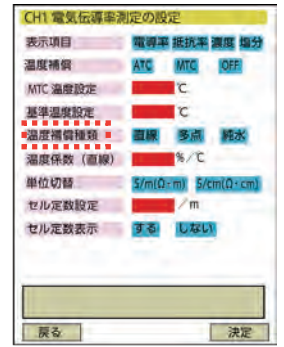 CH1 電気伝導率測定の設定
表示項目 電導率 抵抗率 濃度 塩分
温度補償 ATC MTC OFF
MTC 温度設定 ℃
基準温度設定 ℃
温度補償種類 直線 多点 純水
温度係数（直線） %/℃
単位切替 S/m(Ω・m) S/cm(Ω・cm)
セル定数設定 /m
セル定数表示 する しない
戻る 決定